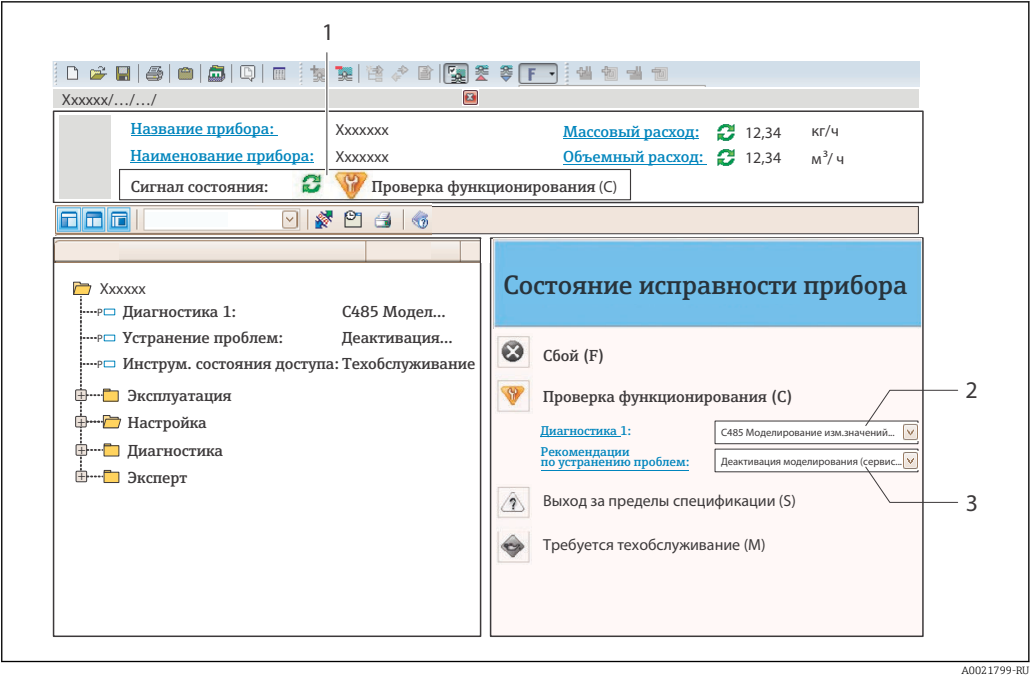 1
F
Xxxxxx/.../.../
Название прибора: Xxxxxxx Массовый расход: 12,34 кг/ч
Наименование прибора: Xxxxxxx Объемный расход: 12,34 м³/ч
Сигнал состояния: Проверка функционирования (C)
Xxxxxx
P Диагностика 1: C485 Модел...
P Устранение проблем: Деактивация...
P Инструм. состояния доступа: Техобслуживание
Эксплуатация
Настройка
Диагностика
Эксперт
Состояние исправности прибора
Сбой (F)
Проверка функционирования (C)
2
Диагностика 1: C485 Моделирование изм.значений...
Рекомендации
по устранению проблем: Деактивация моделирования (сервис...
3
Выход за пределы спецификации (S)
Требуется техобслуживание (M)
A0021799-RU